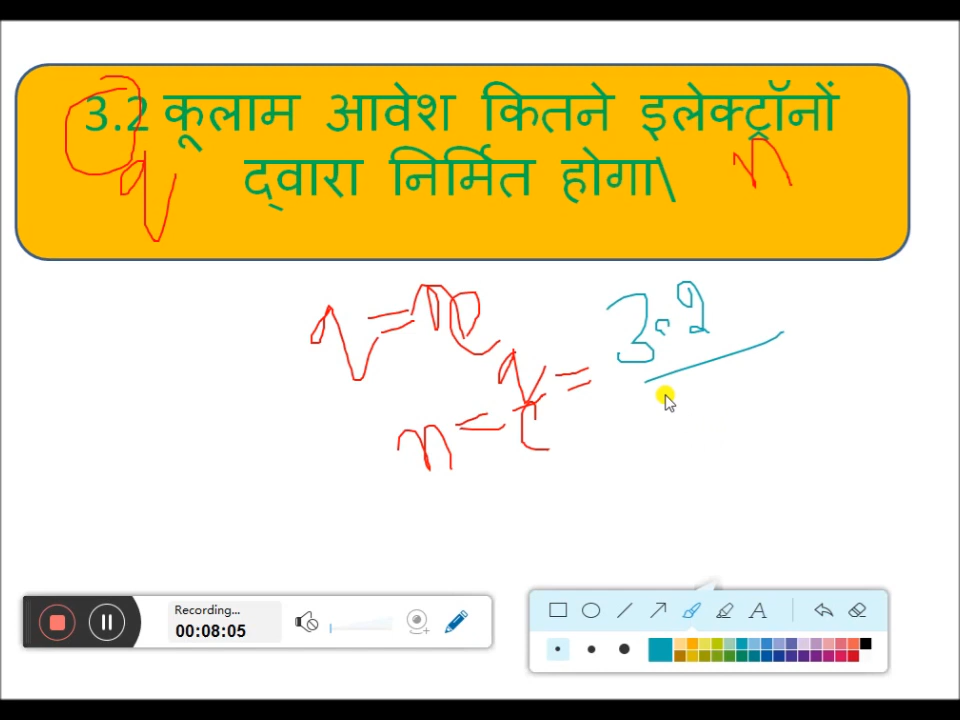 3.2 कूलाम आवेश कितने इलेक्ट्रॉनों
द्वारा निर्मित होगा\
q
n
q = ne
n = q/e = 3.2
Recording...
00:08:05
A